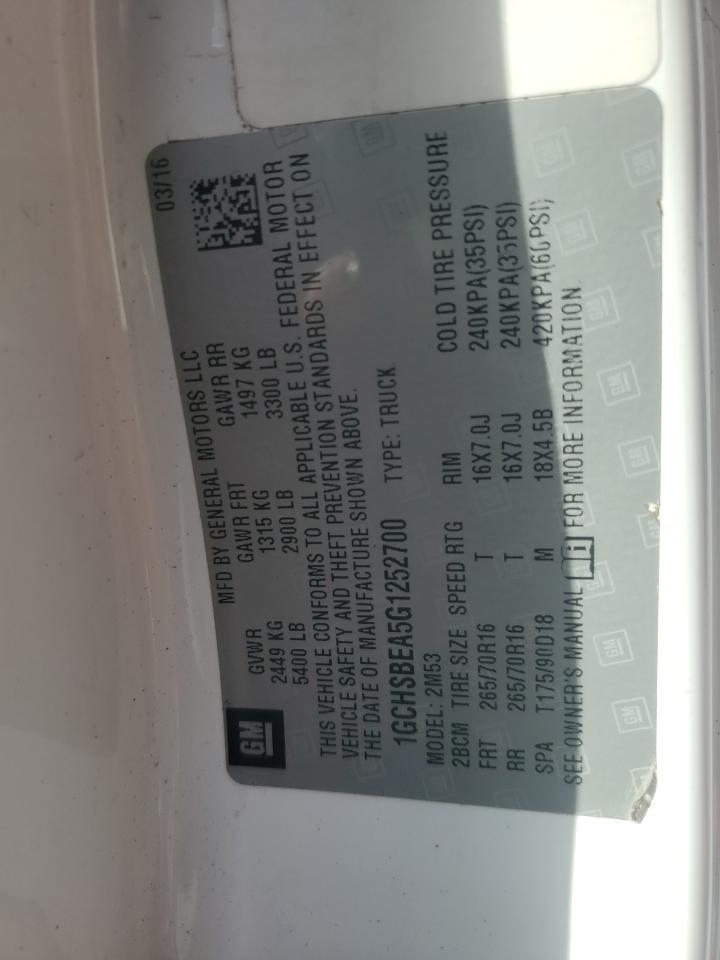 GM
MFD BY GENERAL MOTORS LLC
03/16
GVWR GAWR FRT GAWR RR
2449 KG 1315 KG 1497 KG
5400 LB 2900 LB 3300 LB
THIS VEHICLE CONFORMS TO ALL APPLICABLE U.S. FEDERAL MOTOR
VEHICLE SAFETY AND THEFT PREVENTION STANDARDS IN EFFECT ON
THE DATE OF MANUFACTURE SHOWN ABOVE.
1GCHSBEA5G1252700 TYPE: TRUCK
MODEL: 2M53
2BCM TIRE SIZE SPEED RTG RIM COLD TIRE PRESSURE
FRT 265/70R16 T 16X7.0J 240KPA(35PSI)
RR 265/70R16 T 16X7.0J 240KPA(35PSI)
SPA T175/90D18 M 18X4.5B 420KPA(60PSI)
SEE OWNER'S MANUAL FOR MORE INFORMATION.